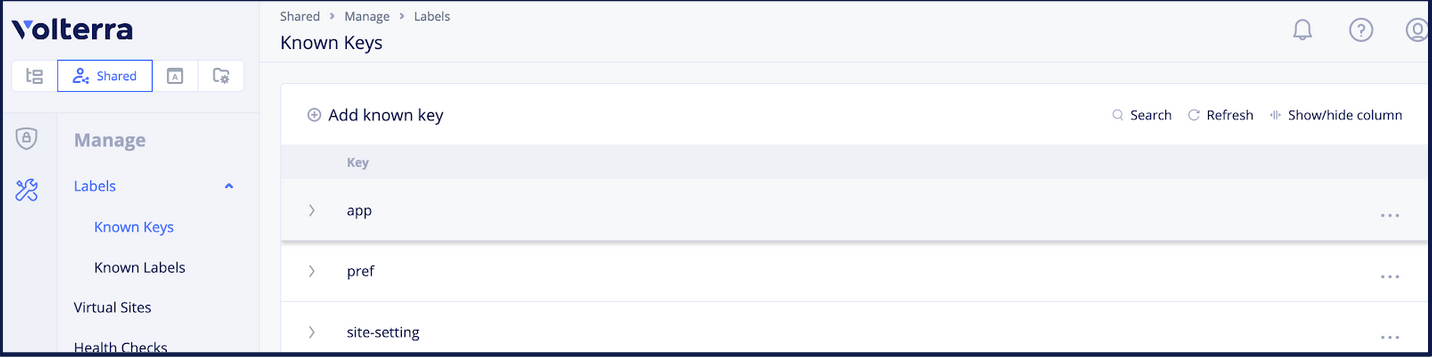 Volterra
Shared
Manage
Labels
Known Keys
Known Labels
Virtual Sites
Health Checks
Shared > Manage > Labels
Known Keys
Add known key
Search Refresh Show/hide column
Key
app
pref
site-setting